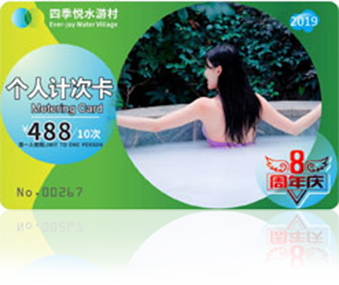 四季悦水游村
Ever-joy Water Village
2019
个人计次卡
Metering Card
¥488/10次
限一人使用LIMIT TO ONE PERSON
8
周年庆
No.00267